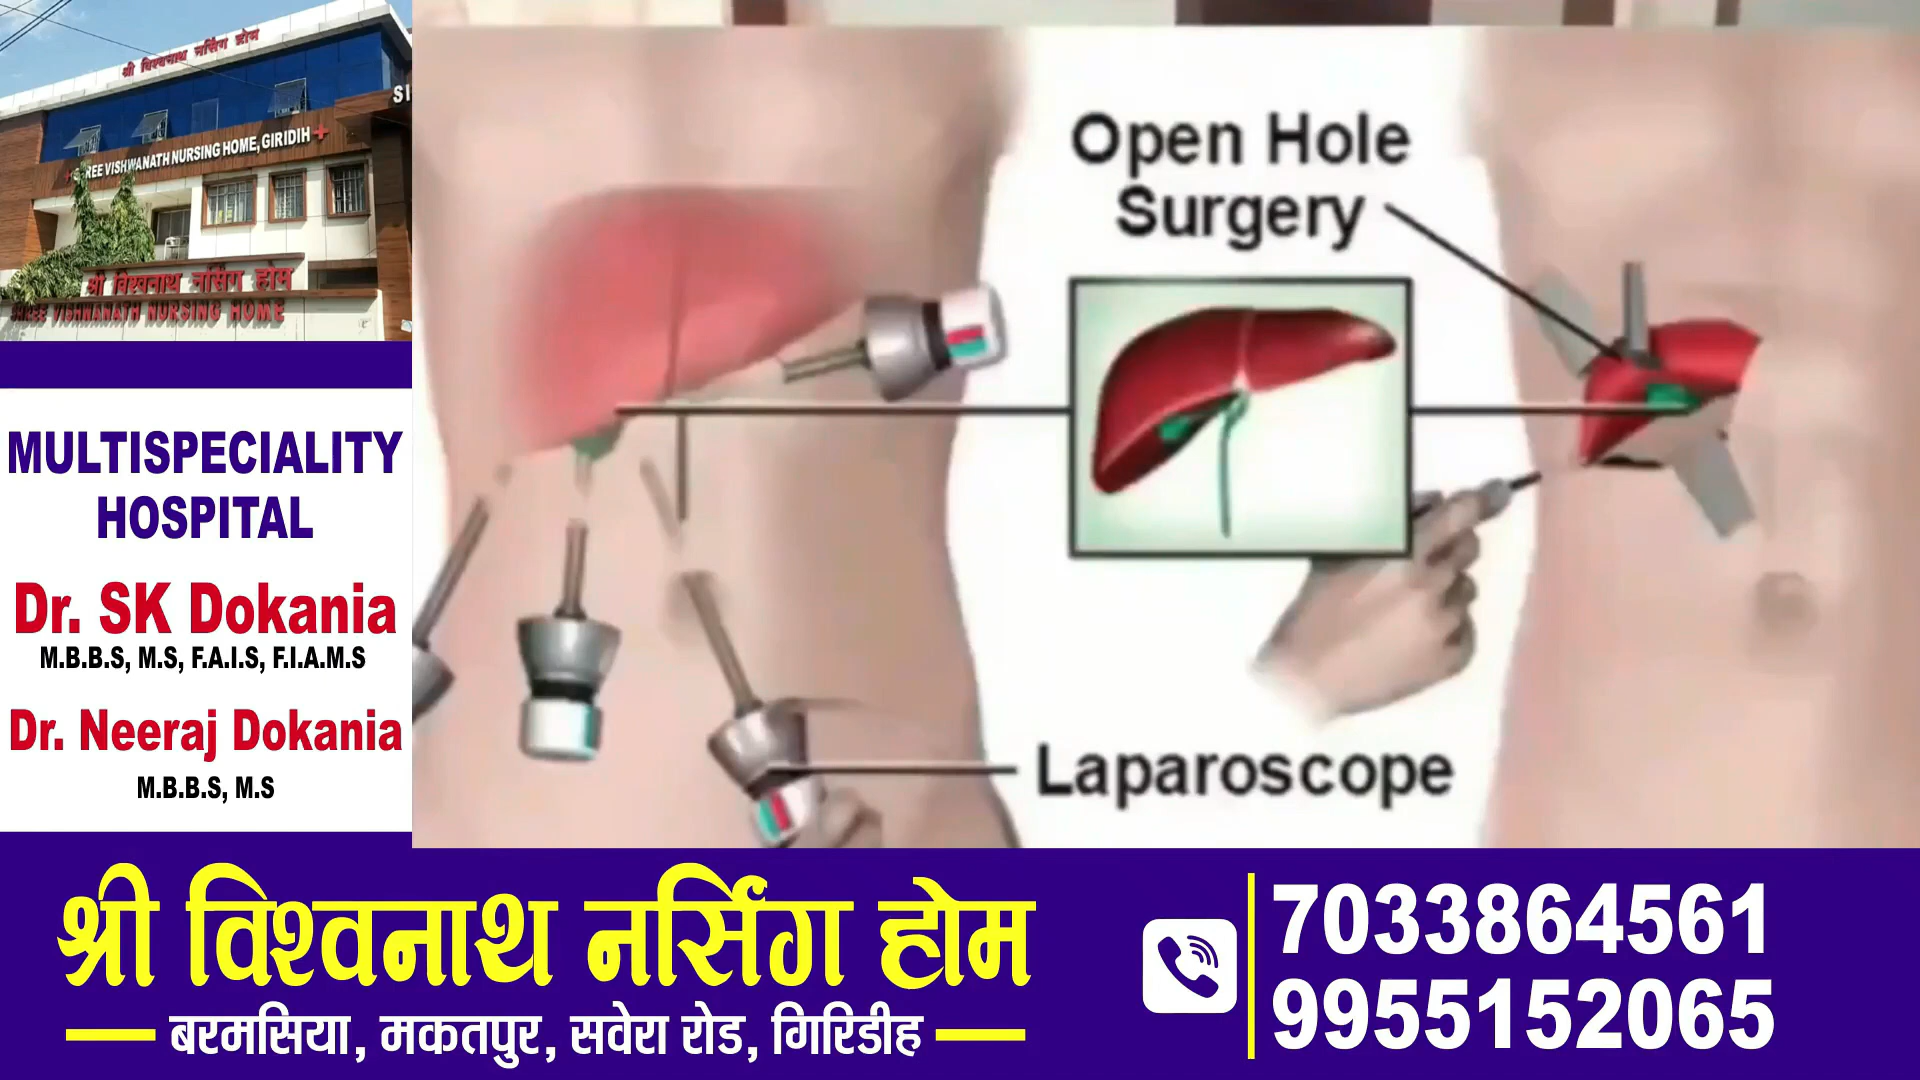 श्री विश्वनाथ नर्सिंग होम
SHREE VISHWANATH NURSING HOME, GIRIDIH
श्री विश्वनाथ नर्सिंग होम
SHREE VISHWANATH NURSING HOME
MULTISPECIALITY
HOSPITAL
Dr. SK Dokania
M.B.B.S, M.S, F.A.I.S, F.I.A.M.S
Dr. Neeraj Dokania
M.B.B.S, M.S
Open Hole
Surgery
Laparoscope
श्री विश्वनाथ नर्सिंग होम
बरमसिया, मकतपुर, सवेरा रोड, गिरिडीह
7033864561
9955152065